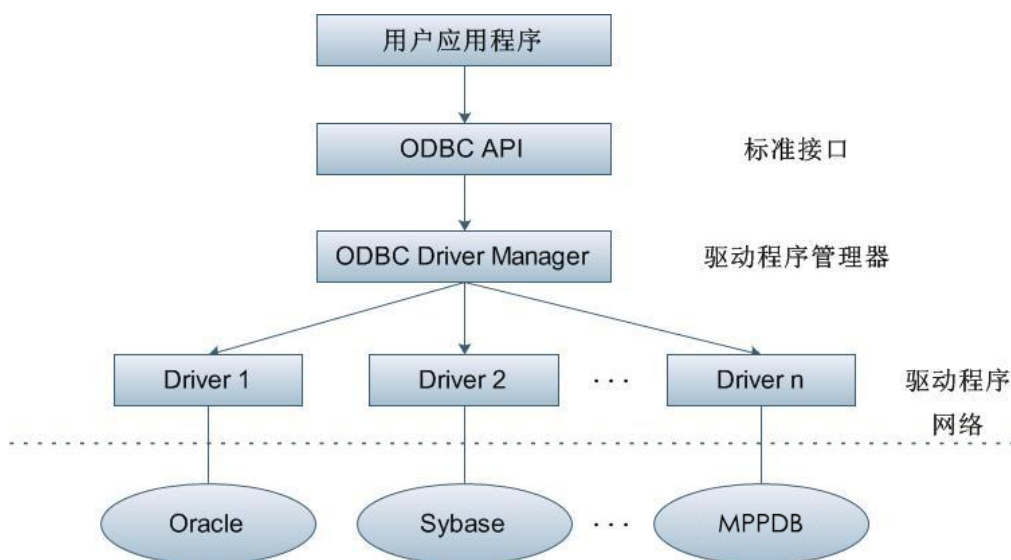 用户应用程序
ODBC API
标准接口
ODBC Driver Manager
驱动程序管理器
Driver 1
Driver 2
···
Driver n
驱动程序
网络
Oracle
Sybase
···
MPPDB